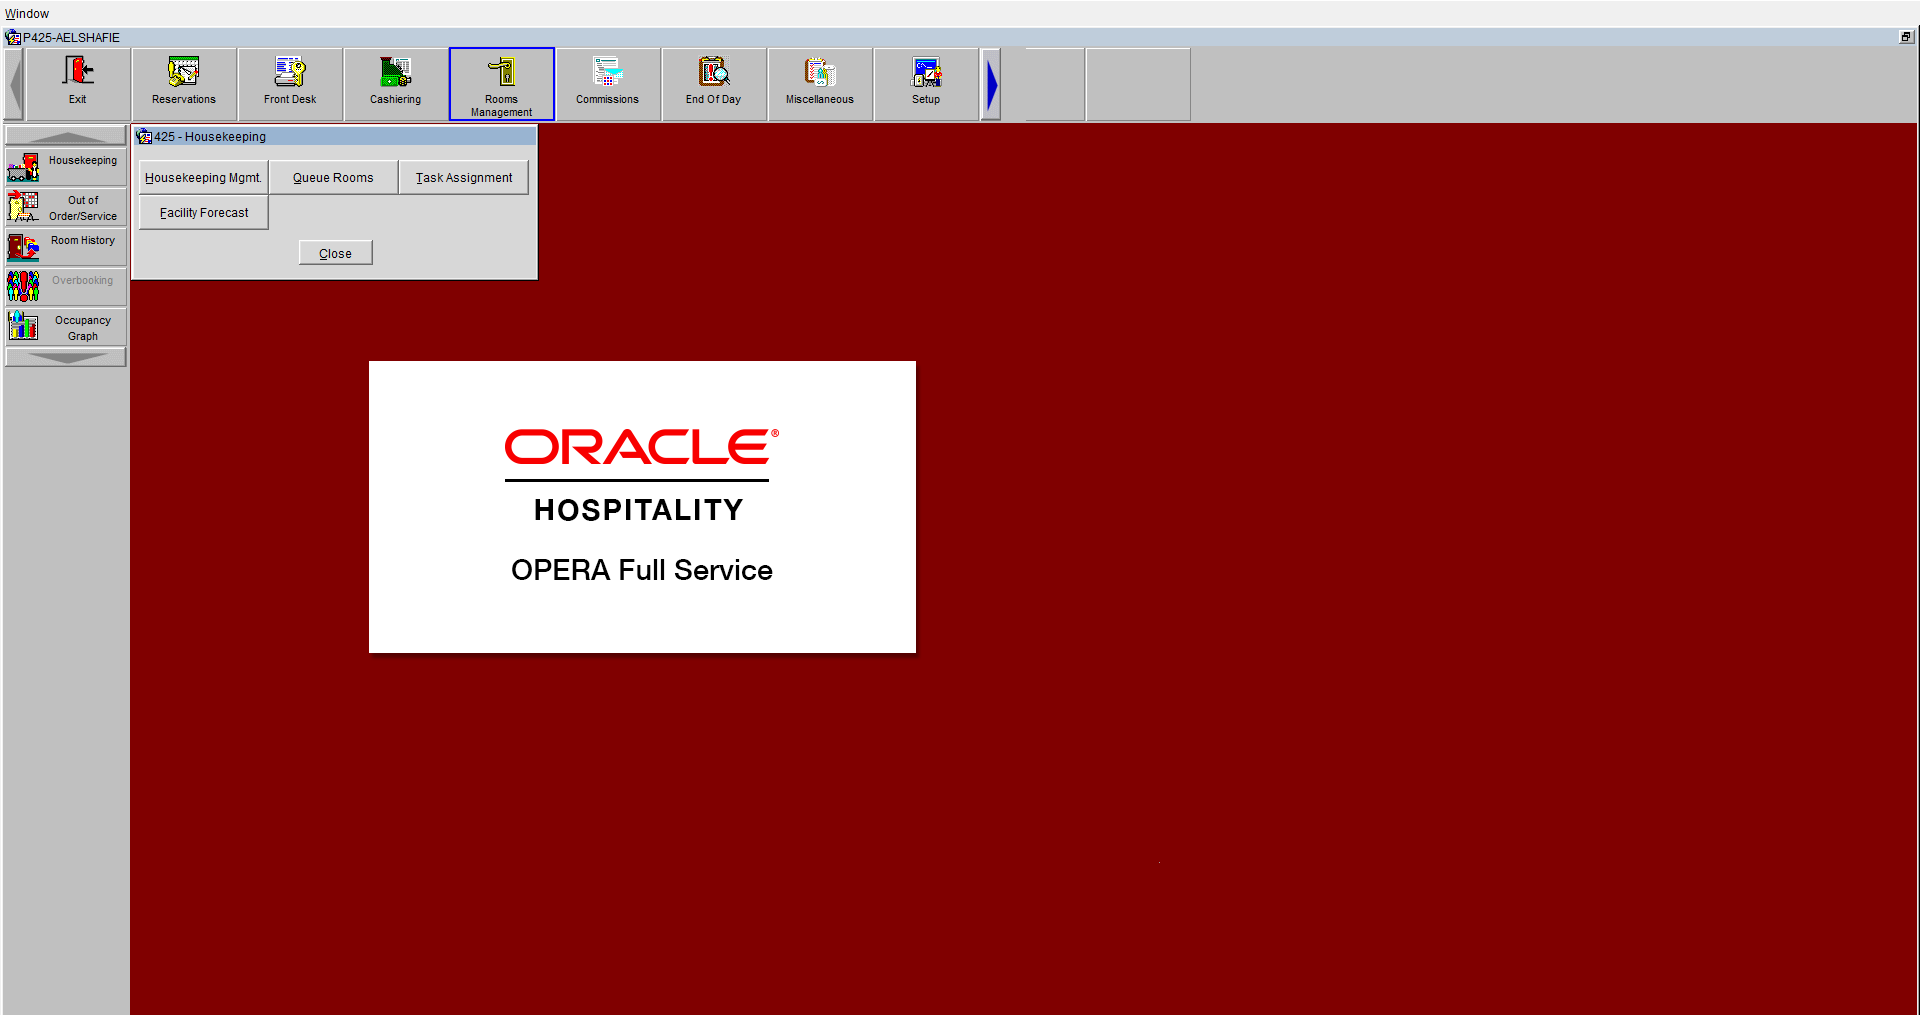 Window
P425-AELSHAFIE
Exit
Reservations
Front Desk
Cashiering
Rooms
Management
Commissions
End Of Day
Miscellaneous
Setup
Housekeeping
Out of
Order/Service
Room History
Overbooking
Occupancy
Graph
425 - Housekeeping
Housekeeping Mgmt.
Queue Rooms
Task Assignment
Facility Forecast
Close
ORACLE®
HOSPITALITY
OPERA Full Service